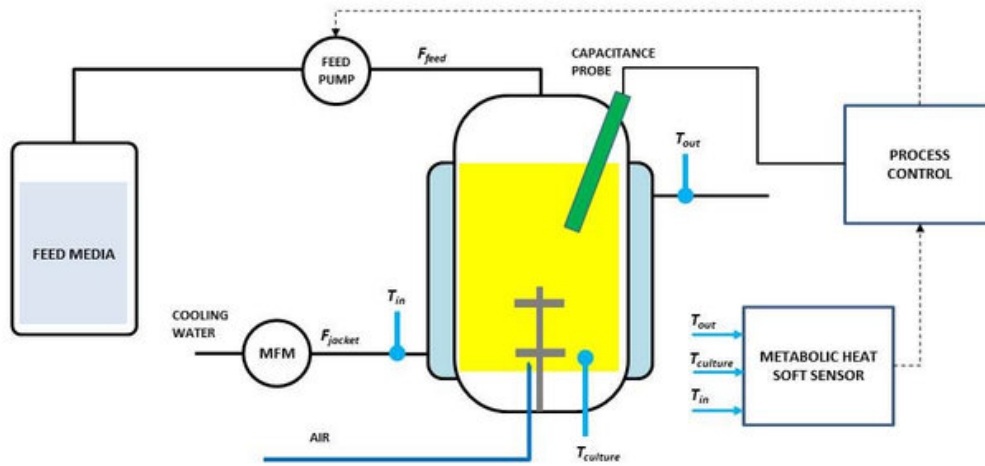 FEED
PUMP
F_feed
CAPACITANCE
PROBE
T_out
PROCESS
CONTROL
FEED MEDIA
COOLING
WATER
MFM
F_jacket
T_in
T_out
T_culture
T_in
METABOLIC HEAT
SOFT SENSOR
AIR
T_culture